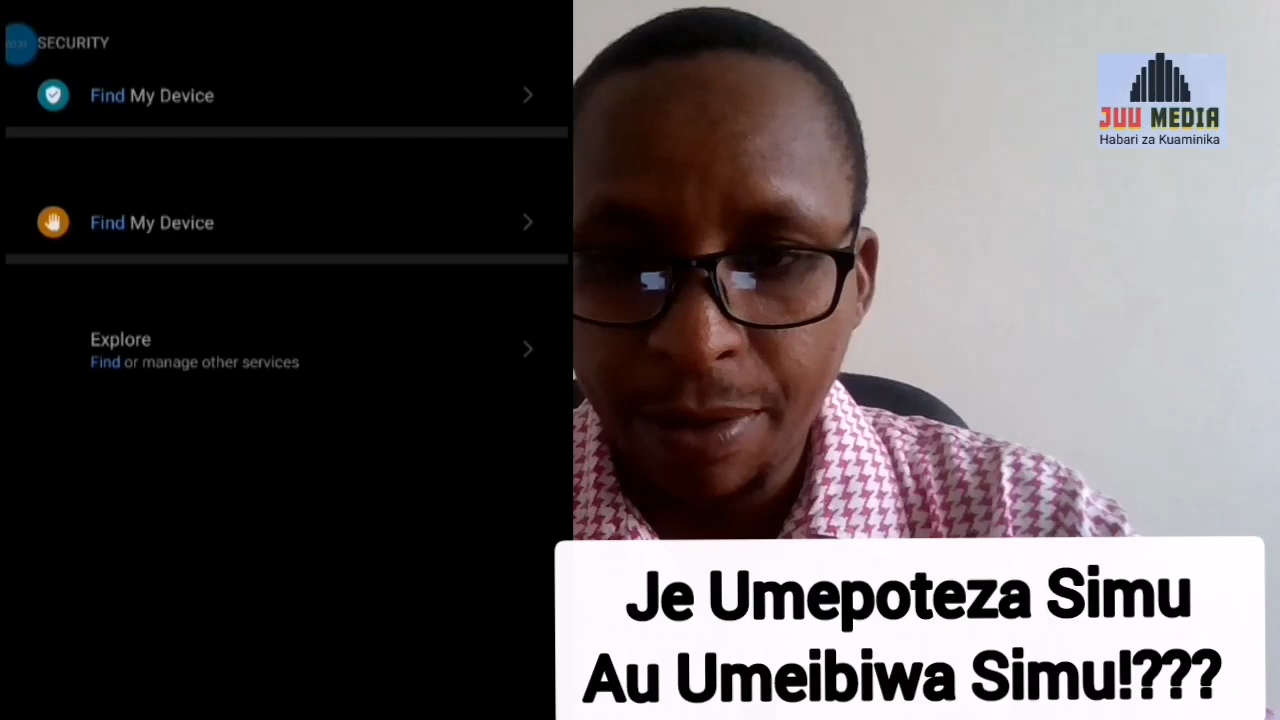 SECURITY
Find My Device
Find My Device
Explore
Find or manage other services
JUU MEDIA
Habari za Kuaminika
Je Umepoteza Simu
Au Umeibiwa Simu!???